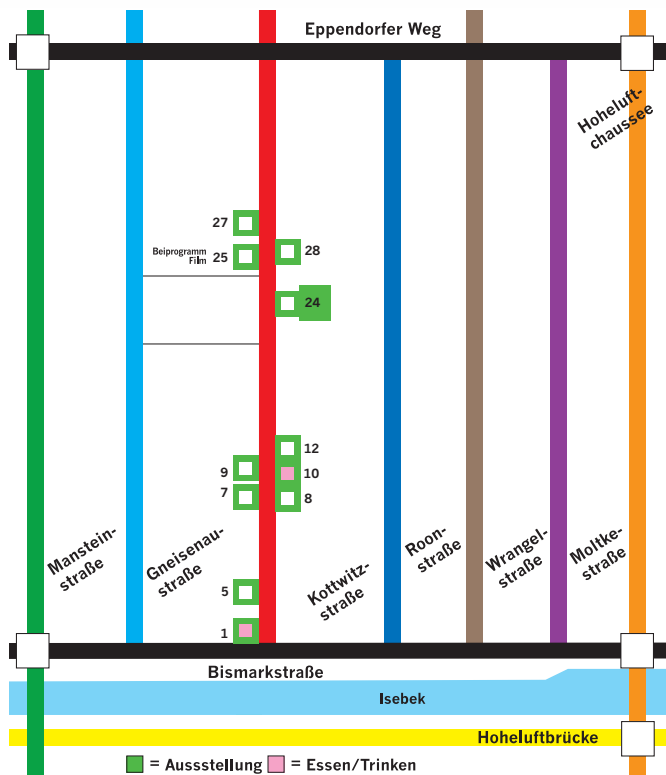 Eppendorfer Weg
Hoheluft-
chaussee
27
Beiprogramm
Film
25
28
24
12
9
10
7
8
Manstein-
straße
Gneisenau-
straße
Kottwitz-
straße
Roon-
straße
Wrangel-
straße
Moltke-
straße
5
1
Bismarkstraße
Isebek
Hoheluftbrücke
= Aussstellung
= Essen/Trinken